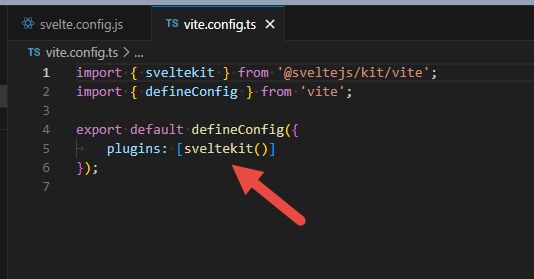 svelte.config.js
TS vite.config.ts ×
TS vite.config.ts > ...
1 import { sveltekit } from '@sveltejs/kit/vite';
2 import { defineConfig } from 'vite';
3
4 export default defineConfig({
5 plugins: [sveltekit()]
6 });
7